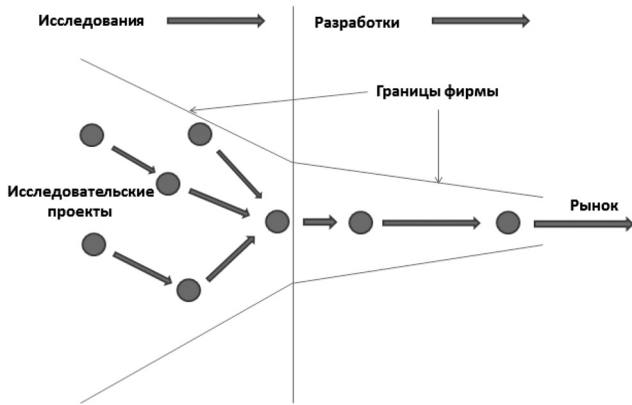 Исследования
Разработки
Границы фирмы
Исследовательские
проекты
Рынок